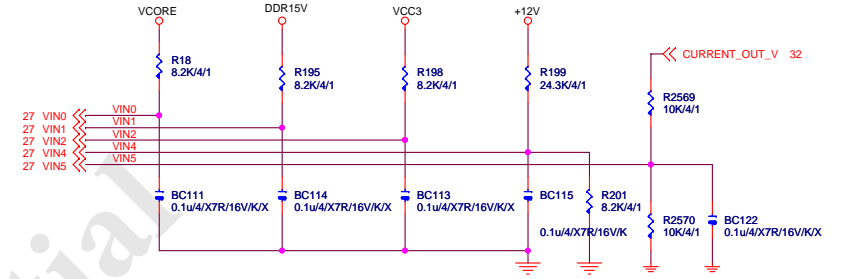 VCORE DDR15V VCC3 +12V
CURRENT_OUT_V 32
R18
8.2K/4/1
R195
8.2K/4/1
R198
8.2K/4/1
R199
24.3K/4/1
R2569
10K/4/1
27 VIN0 VIN0
27 VIN1 VIN1
27 VIN2 VIN2
27 VIN4 VIN4
27 VIN5 VIN5
BC111
0.1u/4/X7R/16V/K/X
BC114
0.1u/4/X7R/16V/K/X
BC113
0.1u/4/X7R/16V/K/X
BC115
0.1u/4/X7R/16V/K
R201
8.2K/4/1
R2570
10K/4/1
BC122
0.1u/4/X7R/16V/K/X
tial